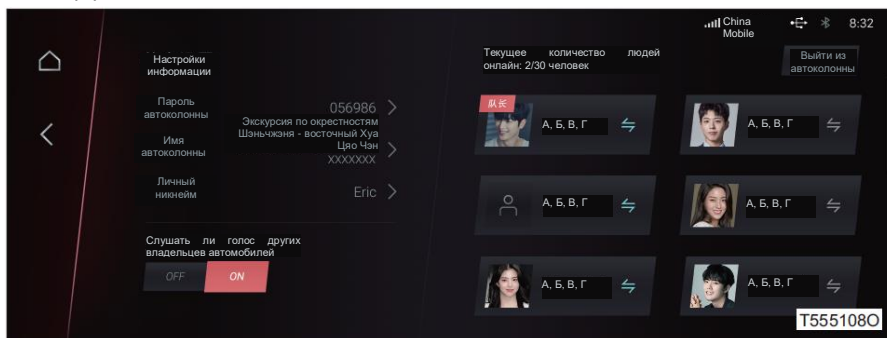 China
Mobile
8:32
Настройки
информации
Текущее количество людей
онлайн: 2/30 человек
Выйти из
автоколонны
Пароль
автоколонны
056986
Имя
автоколонны
Экскурсия по окрестностям
Шэньчжэня - восточный Хуа
Цяо Чэн
XXXXXXX
Личный
никнейм
Eric
Слушать ли голос других
владельцев автомобилей
OFF
ON
队长
А, Б, В, Г
А, Б, В, Г
А, Б, В, Г
А, Б, В, Г
А, Б, В, Г
А, Б, В, Г
T555108O